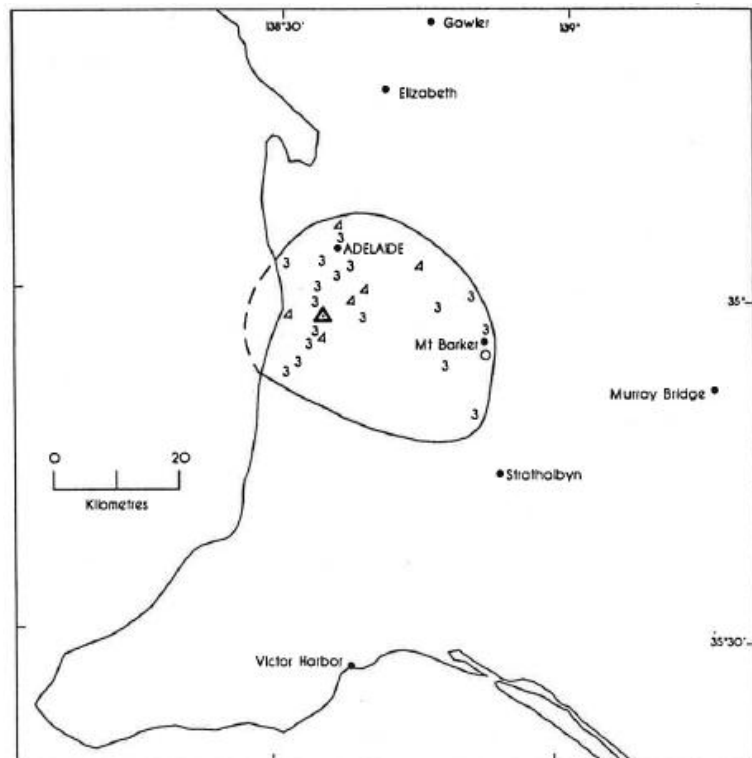 138°30'
139°
Gawler
Elizabeth
4
3
ADELAIDE
3 3 3 4
3
3 4
3 4 3
35°
3
4 3
3 3
4
3 Mt Barker
3
3 3
Murray Bridge
3
0 20
Kilometres
Strathalbyn
35°30'
Victor Harbor